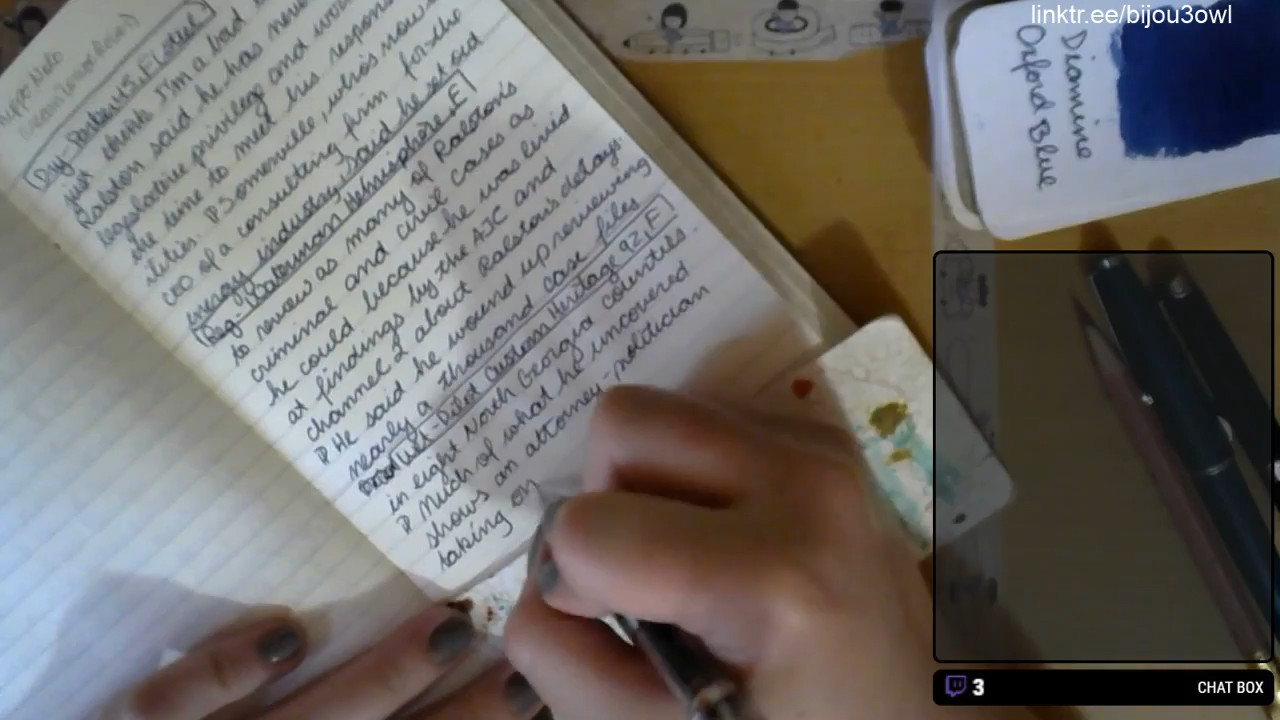 linktr.ee/bijou3owl
Diamine
Oxford Blue
Hippo Noto
Day - Pentel
just I'm a bad
Ralston said he has never
legislative privilege and
the time to meet his respons
ilities. Somerville, who's now
CEO of a consulting firm for the
energy industry, said he set out
Waterman Hemisphere, F
to review as many of Ralston's
criminal and civil cases as
he could because he was livid
at findings by the AJC and
channel 2 about Ralston's delays.
He said he wound up reviewing
nearly a thousand case files
Pilot Custom Heritage 92, F
in eight North Georgia counties.
Much of what he uncovered
shows an attorney-politician
taking on
3
CHAT BOX